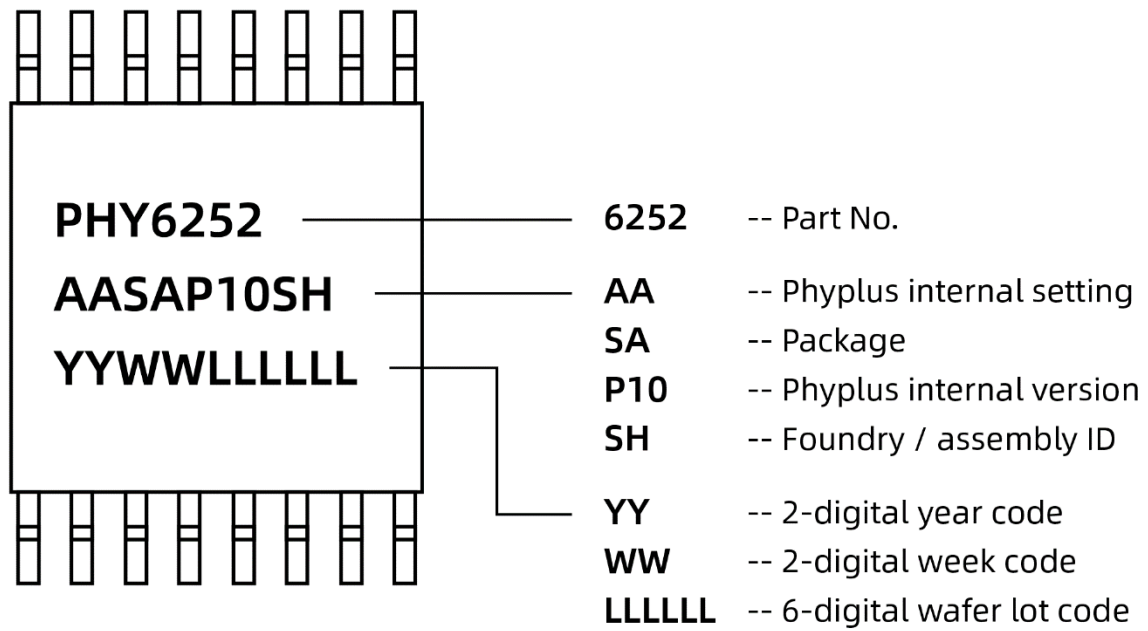 PHY6252
AASAP10SH
YYWWLLLLLL
6252 -- Part No.
AA -- Phyplus internal setting
SA -- Package
P10 -- Phyplus internal version
SH -- Foundry / assembly ID
YY -- 2-digital year code
WW -- 2-digital week code
LLLLLL -- 6-digital wafer lot code